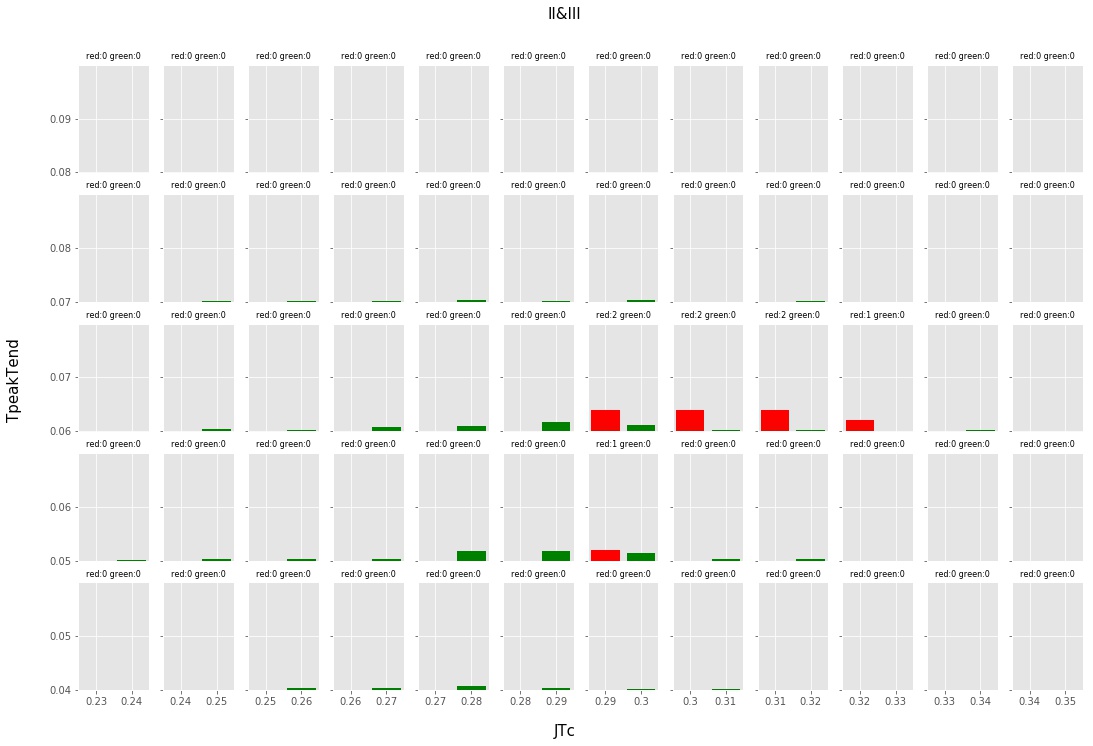 II&III
red:0 green:0 red:0 green:0 red:0 green:0 red:0 green:0 red:0 green:0 red:0 green:0 red:0 green:0 red:0 green:0 red:0 green:0 red:0 green:0 red:0 green:0 red:0 green:0
0.09
0.08
red:0 green:0 red:0 green:0 red:0 green:0 red:0 green:0 red:0 green:0 red:0 green:0 red:0 green:0 red:0 green:0 red:0 green:0 red:0 green:0 red:0 green:0 red:0 green:0
0.08
0.07
red:0 green:0 red:0 green:0 red:0 green:0 red:0 green:0 red:0 green:0 red:0 green:0 red:2 green:0 red:2 green:0 red:2 green:0 red:1 green:0 red:0 green:0 red:0 green:0
TpeakTend
0.07
0.06
red:0 green:0 red:0 green:0 red:0 green:0 red:0 green:0 red:0 green:0 red:0 green:0 red:1 green:0 red:0 green:0 red:0 green:0 red:0 green:0 red:0 green:0 red:0 green:0
0.06
0.05
red:0 green:0 red:0 green:0 red:0 green:0 red:0 green:0 red:0 green:0 red:0 green:0 red:0 green:0 red:0 green:0 red:0 green:0 red:0 green:0 red:0 green:0 red:0 green:0
0.05
0.04
0.23 0.24 0.24 0.25 0.25 0.26 0.26 0.27 0.27 0.28 0.28 0.29 0.29 0.3 0.3 0.31 0.31 0.32 0.32 0.33 0.33 0.34 0.34 0.35
JTc